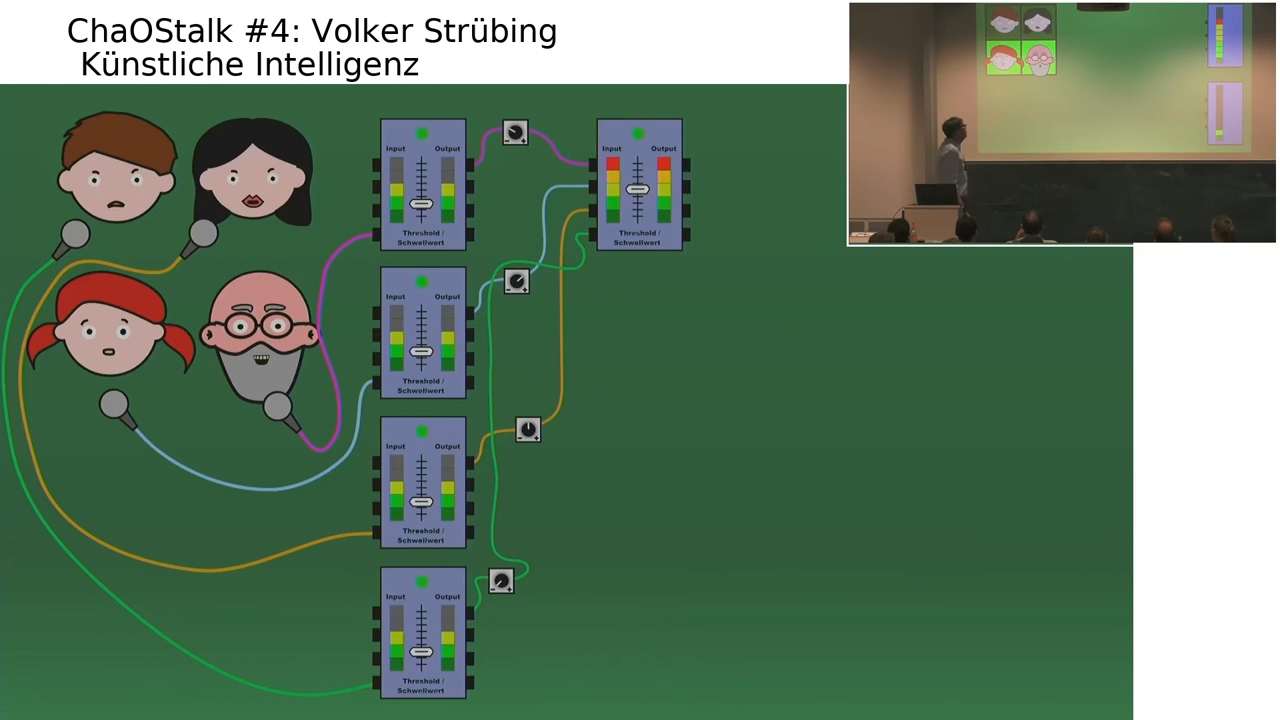 ChaOStalk #4: Volker Strübing
Künstliche Intelligenz
Input Output
Threshold /
Schwellwert
Input Output
Threshold /
Schwellwert
Input Output
Threshold /
Schwellwert
Input Output
Threshold /
Schwellwert
Input Output
Threshold /
Schwellwert